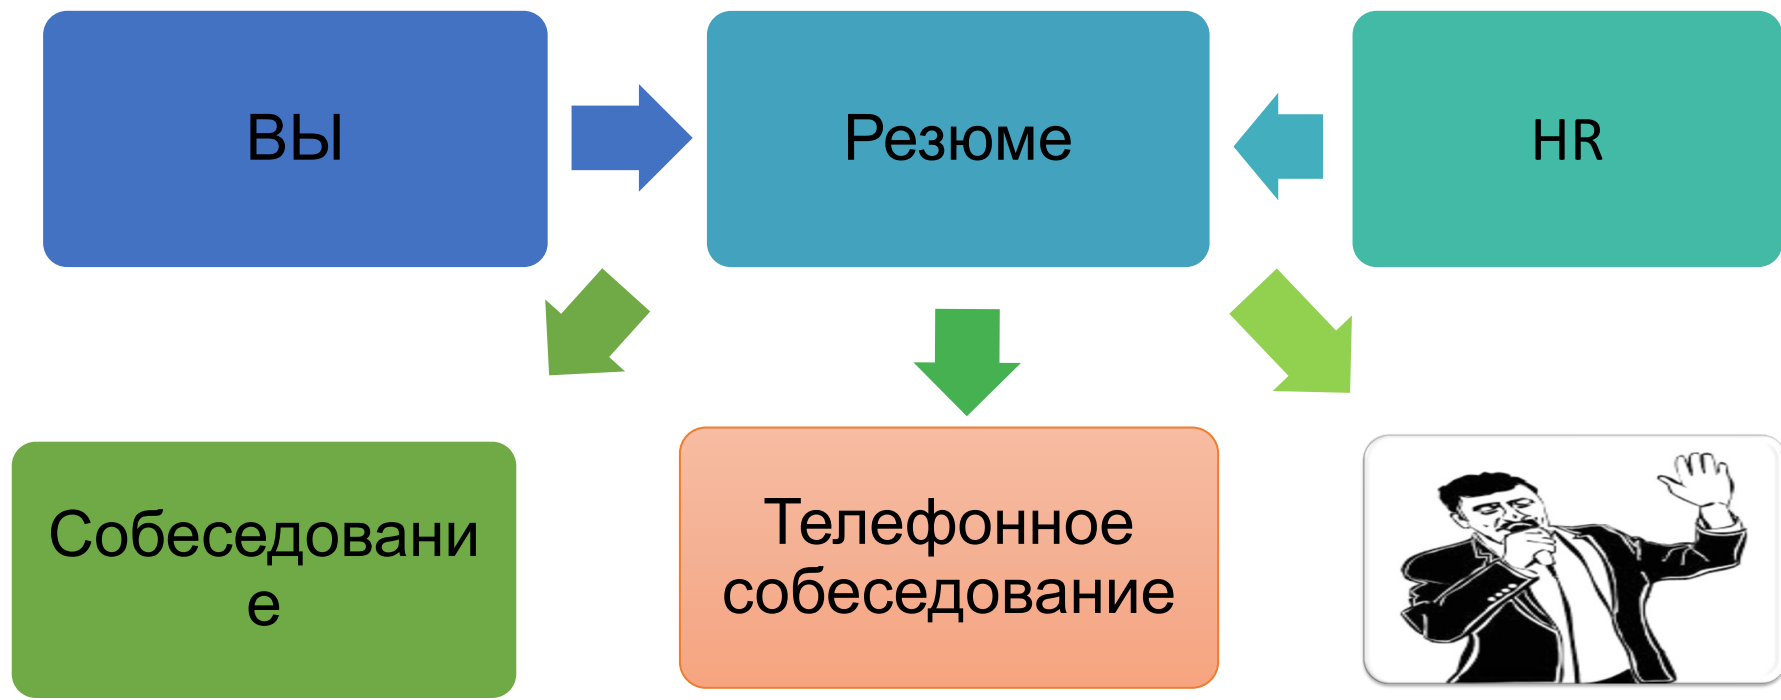 ВЫ
Резюме
HR
Собеседовани
е
Телефонное
собеседование